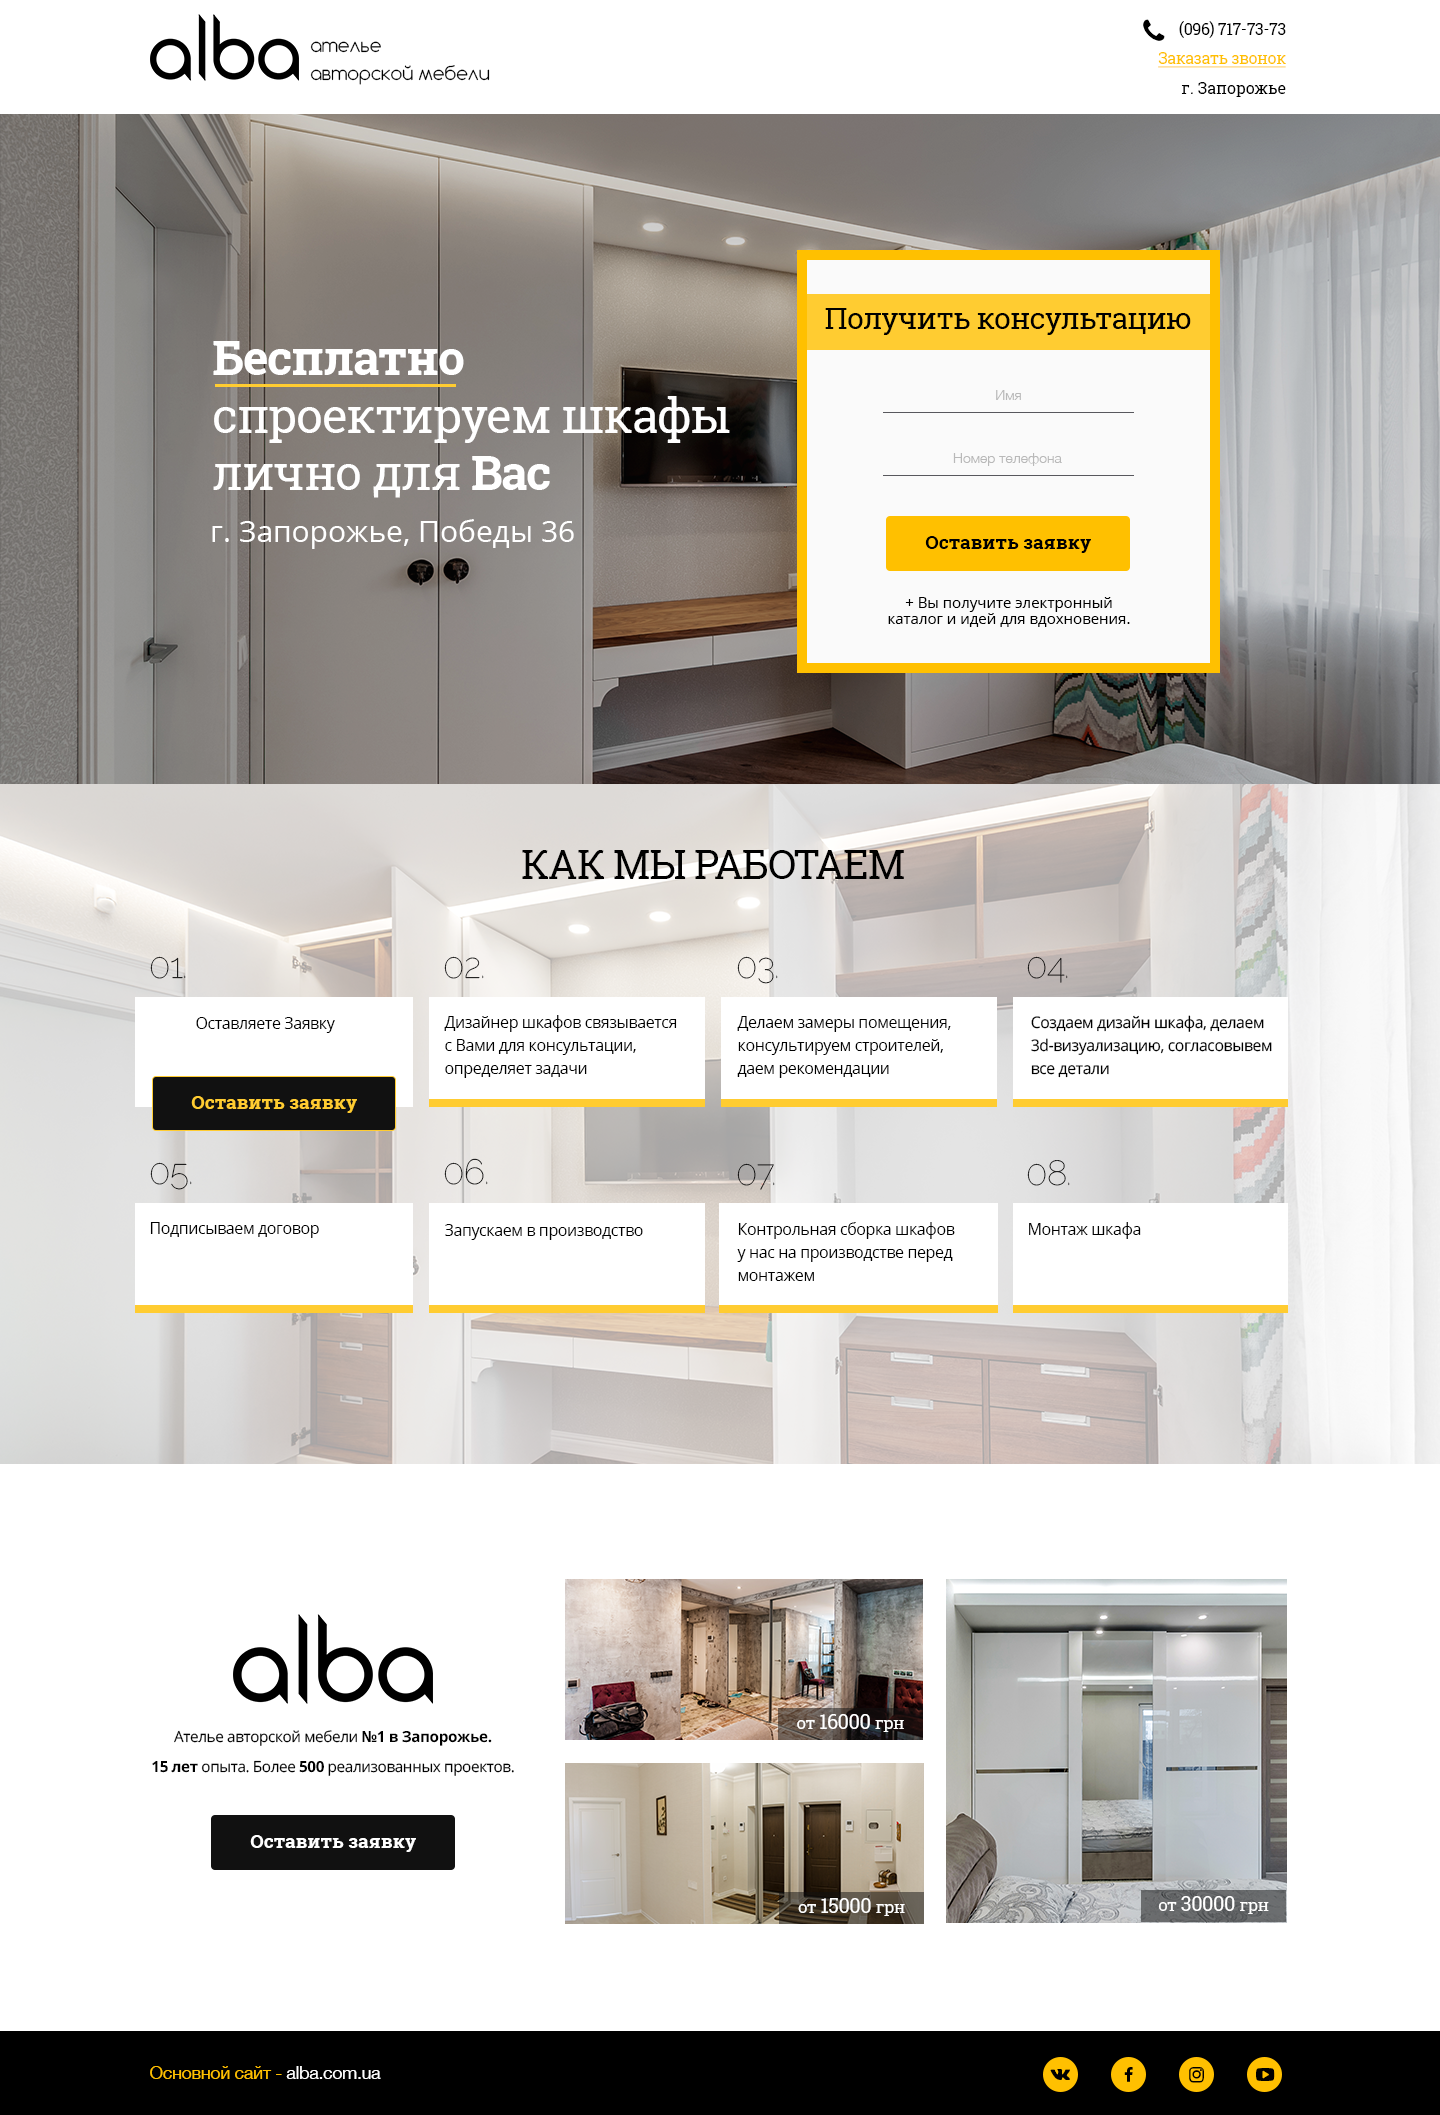 alba
ателье
авторской мебели
(096) 717-73-73
Заказать звонок
г. Запорожье
Бесплатно
спроектируем шкафы
лично для Вас
г. Запорожье, Победы 36
Получить консультацию
Имя
Номер телефона
Оставить заявку
+ Вы получите электронный
каталог и идей для вдохновения.
КАК МЫ РАБОТАЕМ
01.
Оставляете Заявку
Оставить заявку
02.
Дизайнер шкафов связывается
с Вами для консультации,
определяет задачи
03.
Делаем замеры помещения,
консультируем строителей,
даем рекомендации
04.
Создаем дизайн шкафа, делаем
3d-визуализацию, согласовывем
все детали
05.
Подписываем договор
06.
Запускаем в производство
07.
Контрольная сборка шкафов
у нас на производстве перед
монтажем
08.
Монтаж шкафа
alba
Ателье авторской мебели №1 в Запорожье.
15 лет опыта. Более 500 реализованных проектов.
Оставить заявку
от 16000 грн
от 15000 грн
от 30000 грн
Основной сайт - alba.com.ua